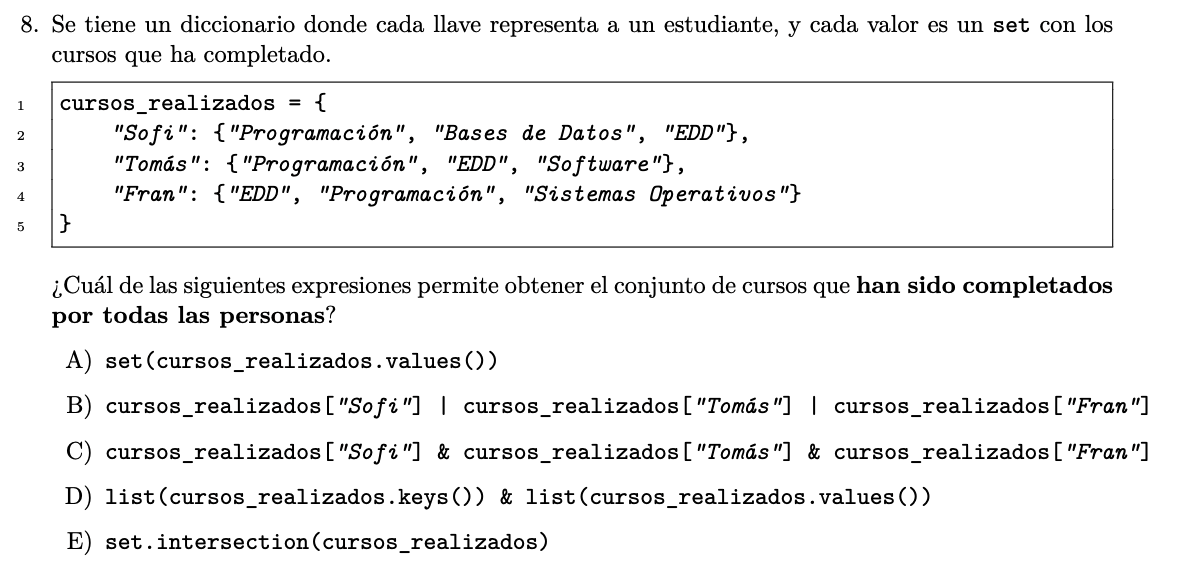 8. Se tiene un diccionario donde cada llave representa a un estudiante, y cada valor es un set con los
cursos que ha completado.
1 cursos_realizados = {
2 "Sofi": {"Programación", "Bases de Datos", "EDD"},
3 "Tomás": {"Programación", "EDD", "Software"},
4 "Fran": {"EDD", "Programación", "Sistemas Operativos"}
5 }
¿Cuál de las siguientes expresiones permite obtener el conjunto de cursos que han sido completados
por todas las personas?
A) set(cursos_realizados.values())
B) cursos_realizados["Sofi"] | cursos_realizados["Tomás"] | cursos_realizados["Fran"]
C) cursos_realizados["Sofi"] & cursos_realizados["Tomás"] & cursos_realizados["Fran"]
D) list(cursos_realizados.keys()) & list(cursos_realizados.values())
E) set.intersection(cursos_realizados)